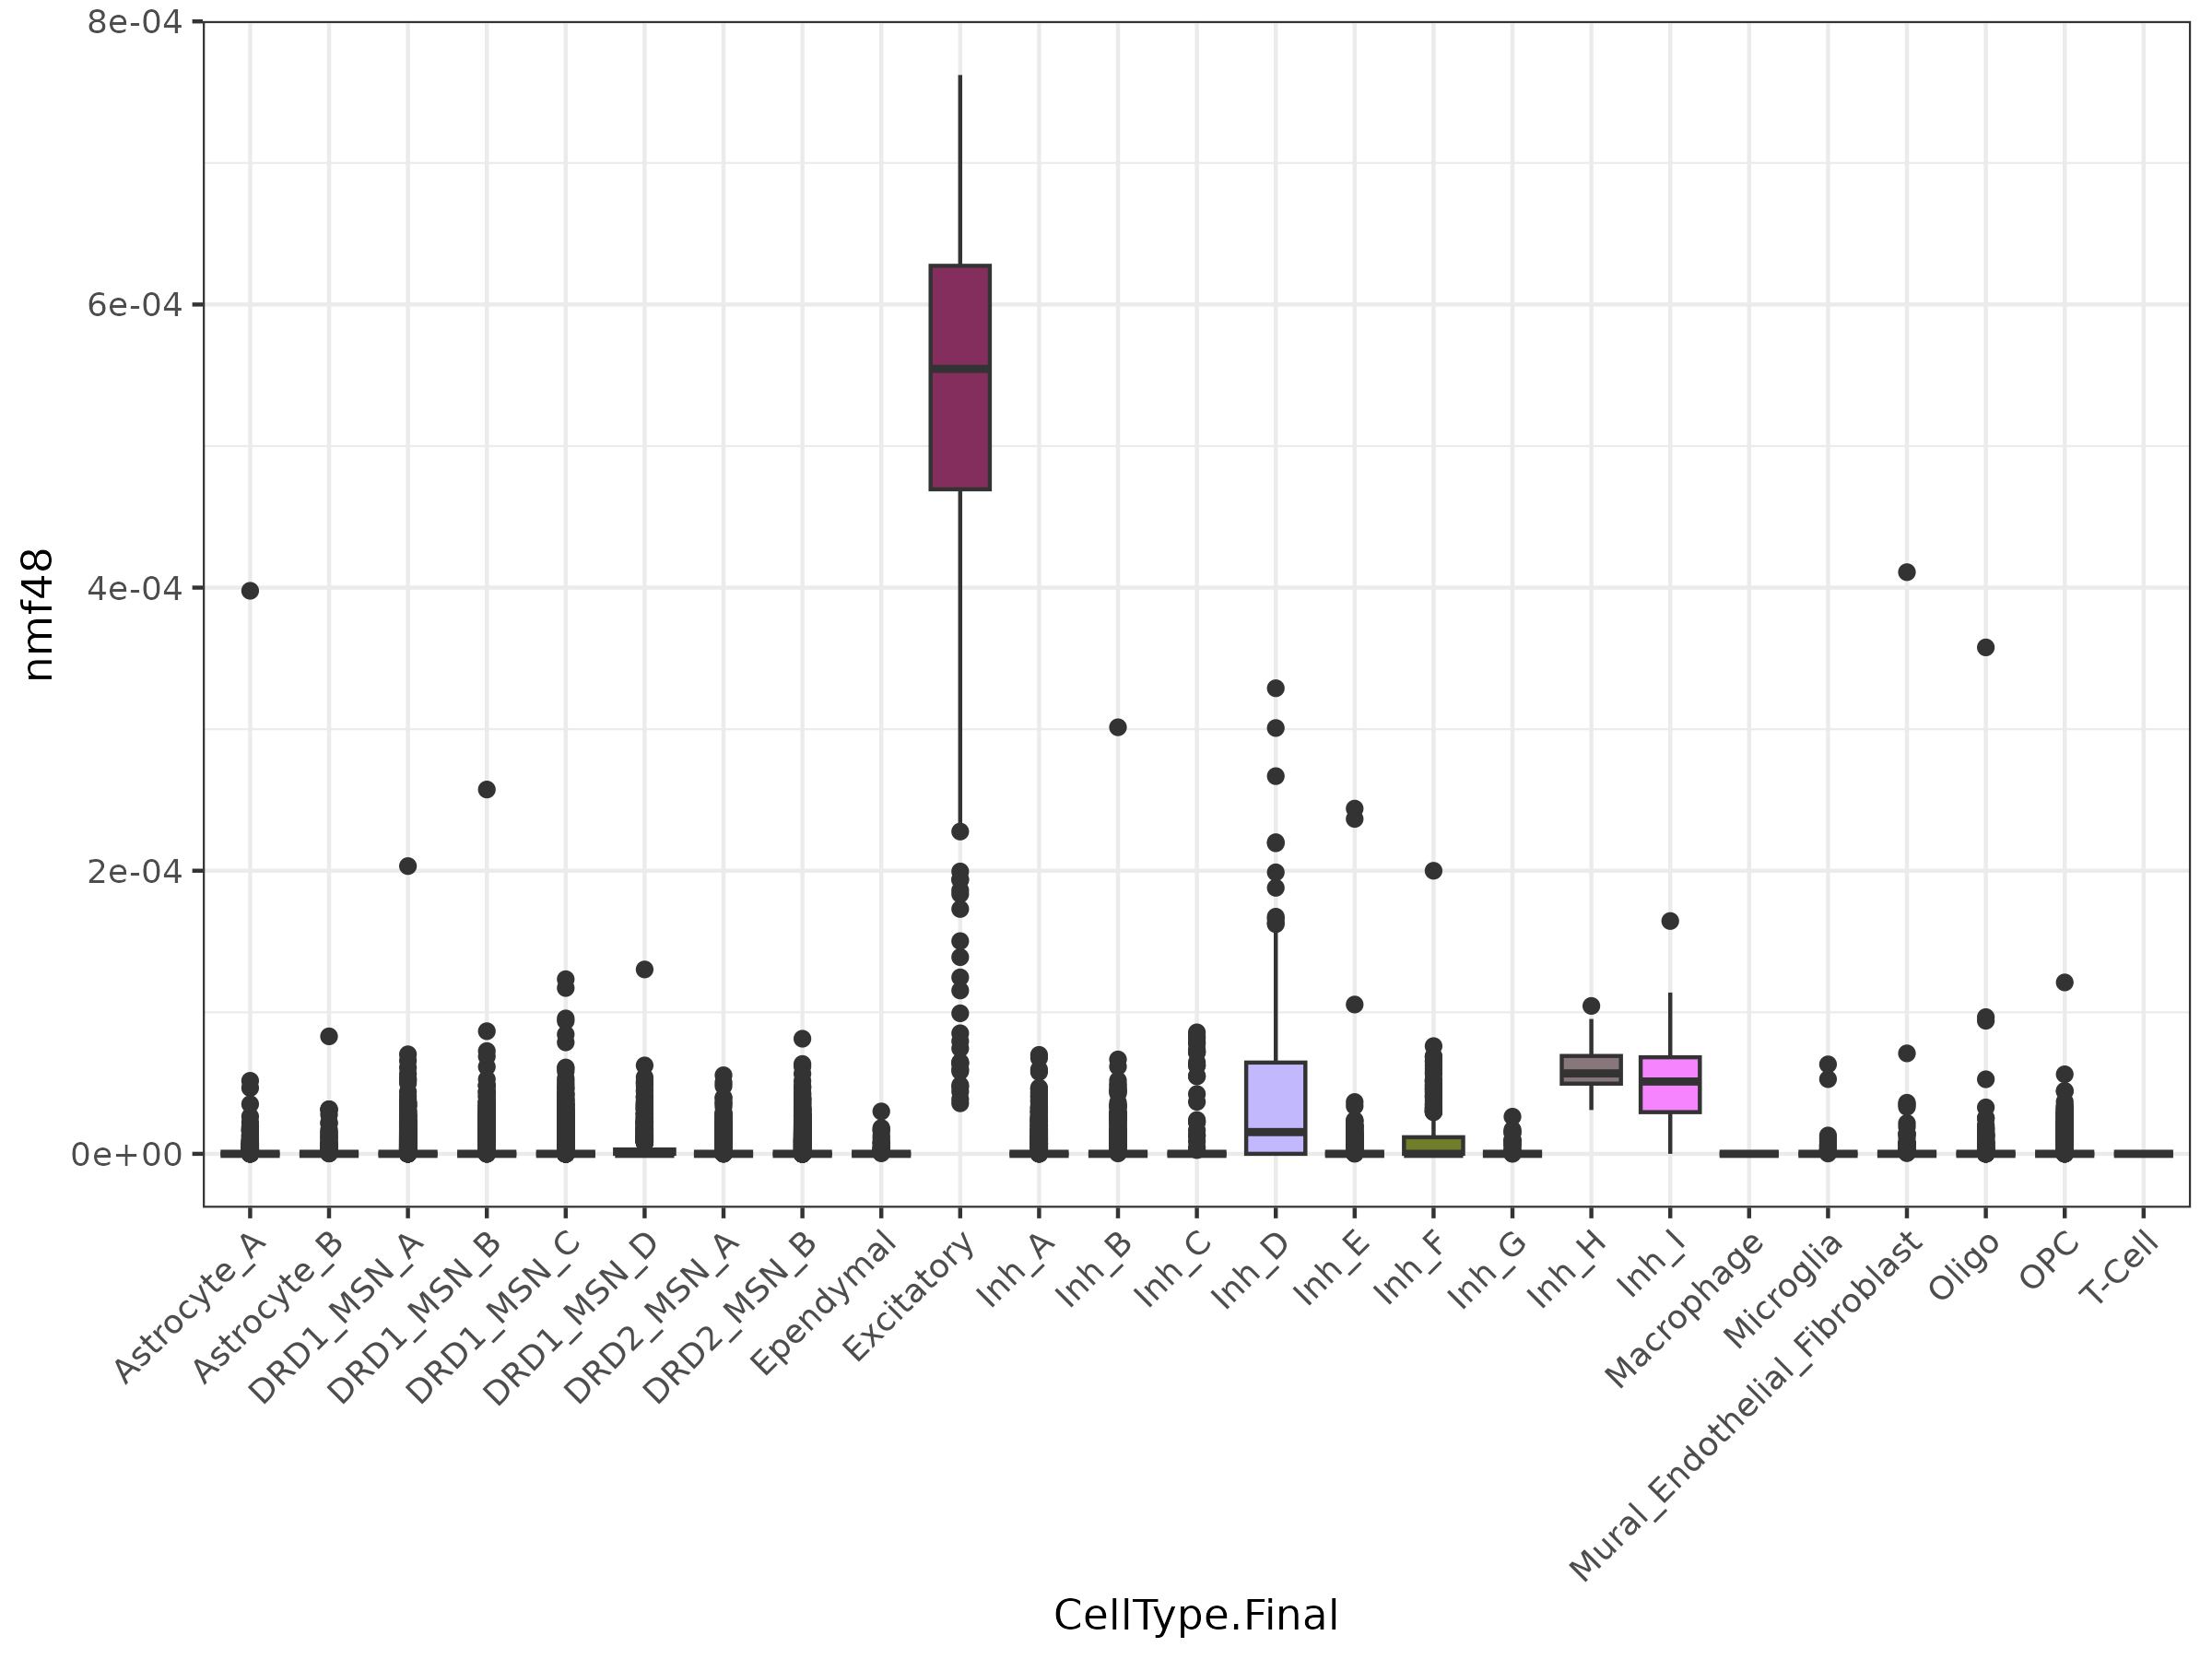 8e-04
6e-04
4e-04
2e-04
0e+00
nmf48
Astrocyte_A
Astrocyte_B
DRD1_MSN_A
DRD1_MSN_B
DRD1_MSN_C
DRD1_MSN_D
DRD2_MSN_A
DRD2_MSN_B
Ependymal
Excitatory
Inh_A
Inh_B
Inh_C
Inh_D
Inh_E
Inh_F
Inh_G
Inh_H
Inh_I
Macrophage
Microglia
Mural_Endothelial_Fibroblast
Oligo
OPC
T-Cell
CellType.Final